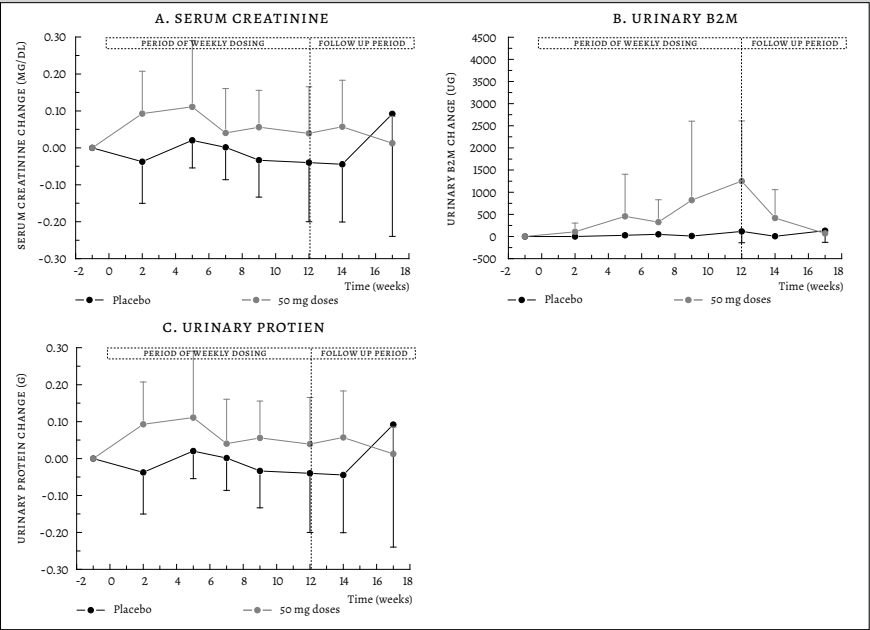 A. SERUM CREATININE
SERUM CREATININE CHANGE (MG/DL)
PERIOD OF WEEKLY DOSING
FOLLOW UP PERIOD
0.30
0.20
0.10
0.00
-0.10
-0.20
-0.30
-2 0 2 4 6 8 10 12 14 16 18
Time (weeks)
Placebo
50 mg doses
B. URINARY B2M
URINARY B2M CHANGE (UG)
PERIOD OF WEEKLY DOSING
FOLLOW UP PERIOD
4500
4000
3500
3000
2500
1500
1000
500
0
-500
-2 0 2 4 6 8 10 12 14 16 18
Time (weeks)
Placebo
50 mg doses
C. URINARY PROTIEN
URINARY PROTEIN CHANGE (G)
PERIOD OF WEEKLY DOSING
FOLLOW UP PERIOD
0.30
0.20
0.10
0.00
-0.10
-0.20
-0.30
-2 0 2 4 6 8 10 12 14 16 18
Time (weeks)
Placebo
50 mg doses